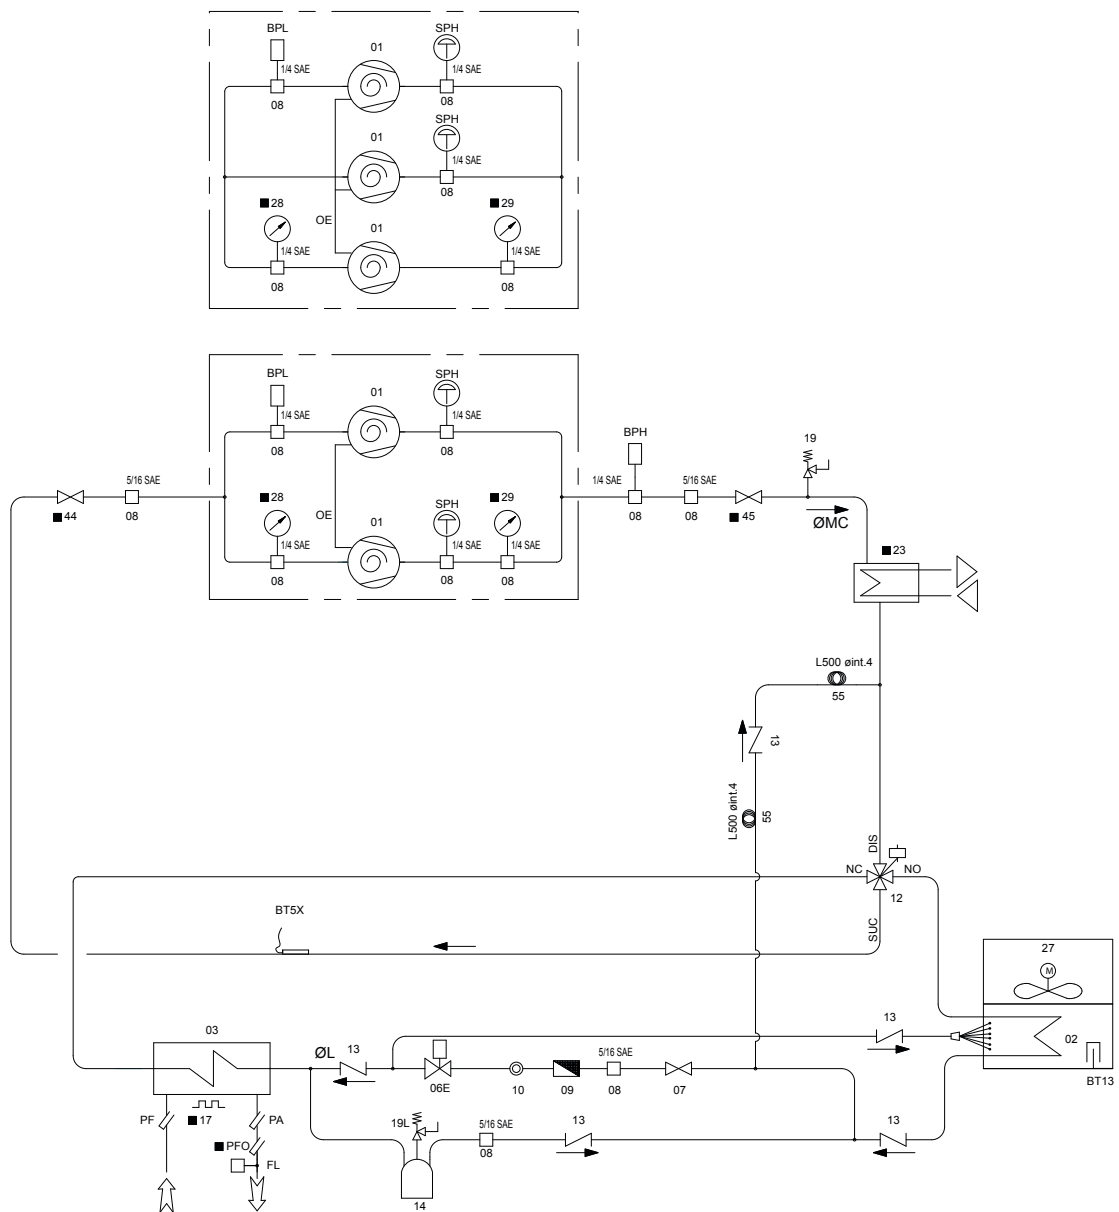 BPL
SPH
01
1/4 SAE
1/4 SAE
08
08
SPH
01
1/4 SAE
08
■28
■29
OE
01
1/4 SAE
1/4 SAE
08
08
BPL
SPH
01
1/4 SAE
1/4 SAE
08
08
BPH
19
5/16 SAE
1/4 SAE
5/16 SAE
■44
08
■28
SPH
■29
08
08
■45
ØMC
OE
01
1/4 SAE
1/4 SAE
1/4 SAE
08
08
08
■23
L500 øint.4
55
13
L500 øint.4
55
DIS
NC
NO
12
SUC
BT5X
27
M
03
13
02
ØL
13
5/16 SAE
06E
10
09
08
07
BT13
PF
■17
PA
19L
5/16 SAE
13
13
■PFO
08
FL
14